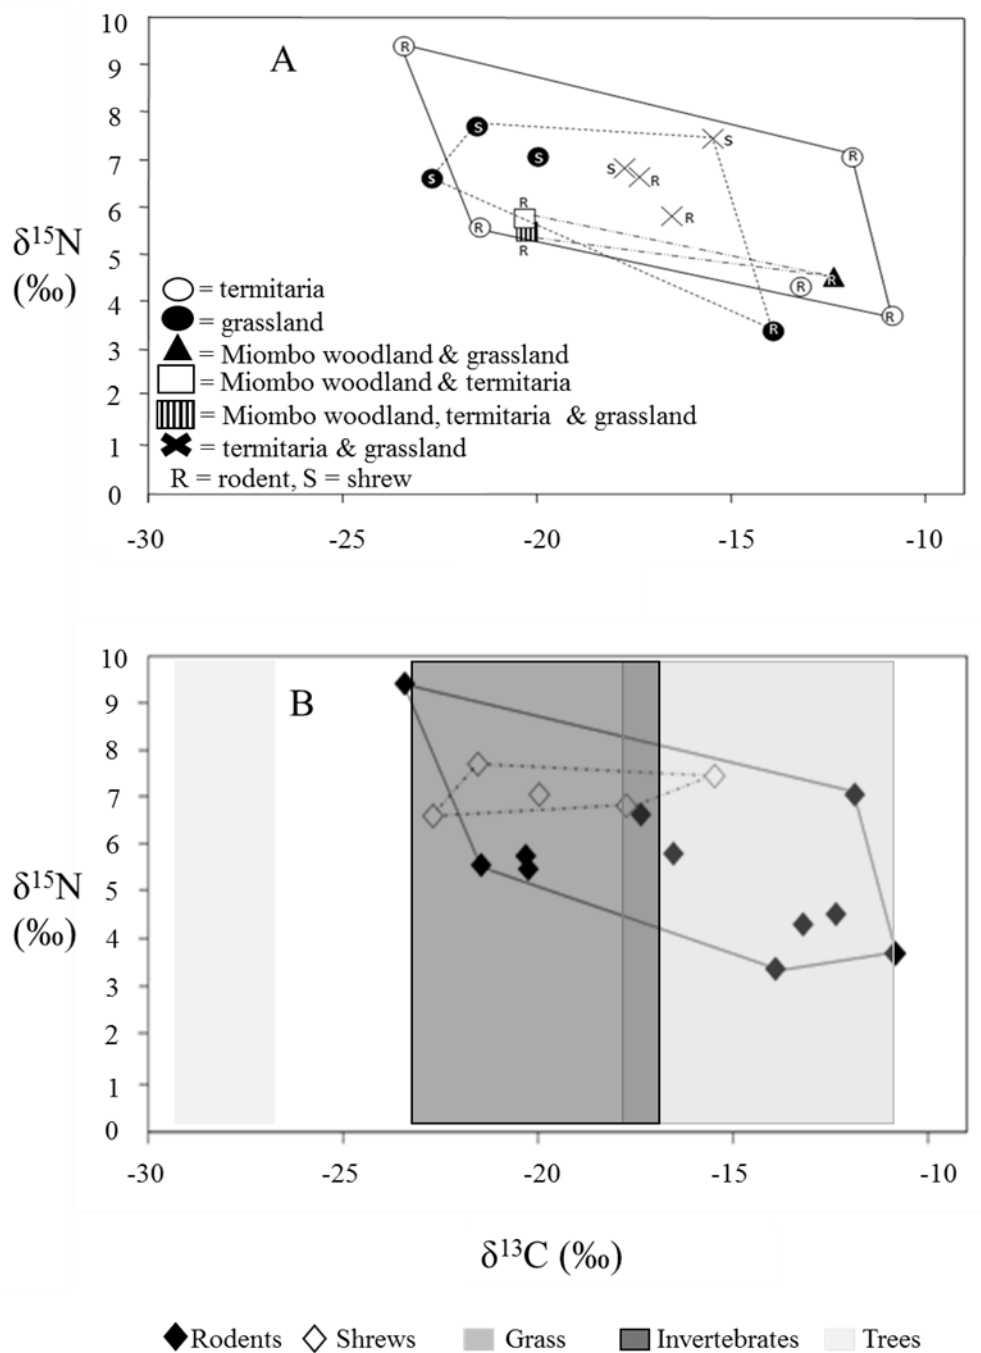 10
9
8
7
6
5
4
3
2
1
0
A
δ¹⁵N
(‰)
R
R
S
S
S
S
S
R
R
R
R
R
R
R
R
R
= termitaria
= grassland
= Miombo woodland & grassland
= Miombo woodland & termitaria
= Miombo woodland, termitaria & grassland
= termitaria & grassland
R = rodent, S = shrew
-30 -25 -20 -15 -10
10
9
8
7
6
5
4
3
2
1
0
B
δ¹⁵N
(‰)
-30 -25 -20 -15 -10
δ¹³C (‰)
Rodents Shrews Grass Invertebrates Trees